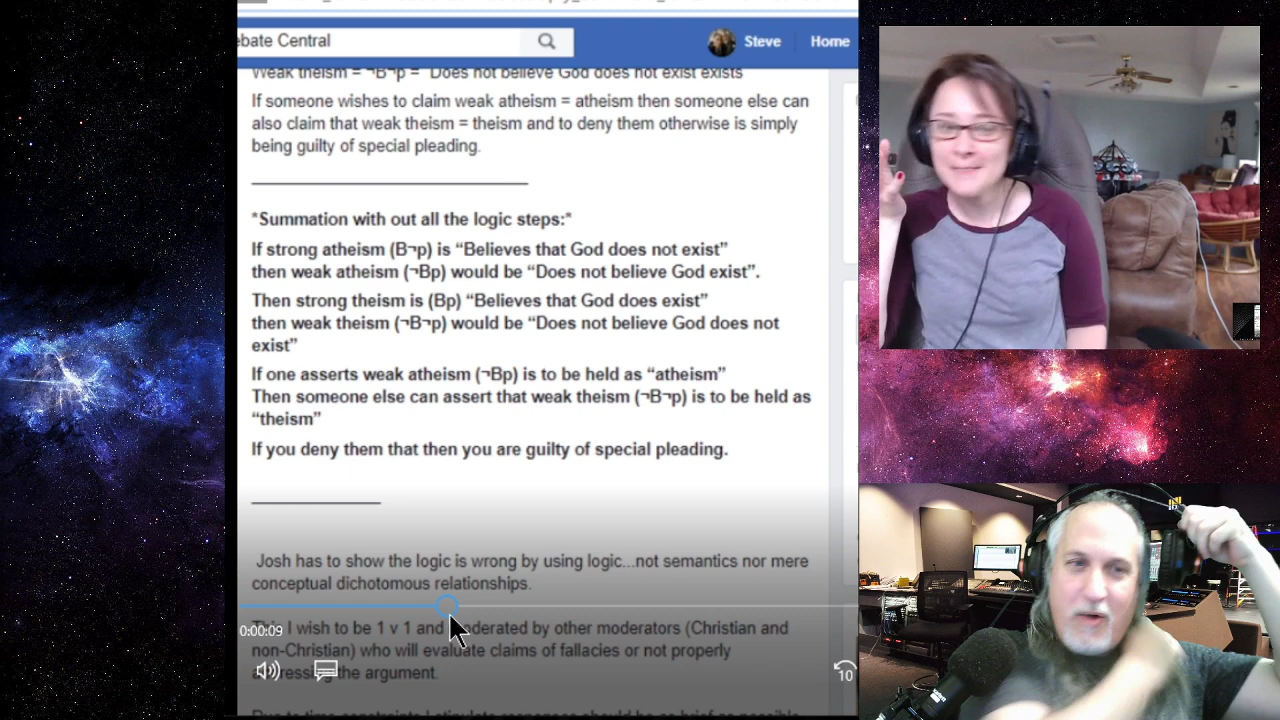 ebate Central
Steve
Home
Weak theism = ¬B¬p = "Does not believe God does not exist exists
If someone wishes to claim weak atheism = atheism then someone else can
also claim that weak theism = theism and to deny them otherwise is simply
being guilty of special pleading.
*Summation with out all the logic steps:*
If strong atheism (B¬p) is “Believes that God does not exist”
then weak atheism (¬Bp) would be “Does not believe God exist”.
Then strong theism is (Bp) “Believes that God does exist”
then weak theism (¬B¬p) would be “Does not believe God does not
exist”
If one asserts weak atheism (¬Bp) is to be held as “atheism”
Then someone else can assert that weak theism (¬B¬p) is to be held as
“theism”
If you deny them that then you are guilty of special pleading.
Josh has to show the logic is wrong by using logic...not semantics nor mere
conceptual dichotomous relationships.
I wish to be 1 v 1 and moderated by other moderators (Christian and
0:00:09
non-Christian) who will evaluate claims of fallacies or not properly
the argument.
10